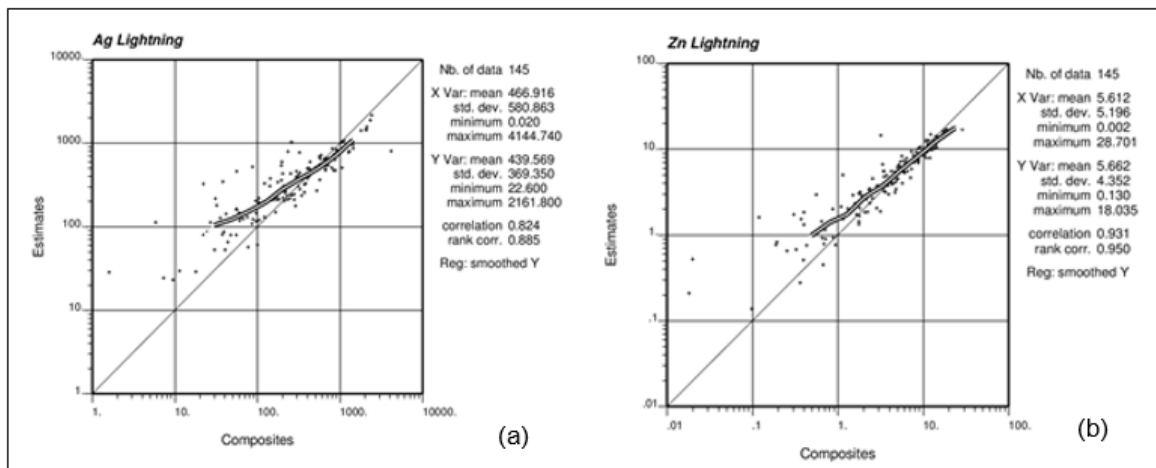 Ag Lightning
10000.
1000
100
10.
1.
1.
10.
100.
1000.
10000.
Estimates
Composites
Nb. of data 145
X Var: mean 466.916
std. dev. 580.863
minimum 0.020
maximum 4144.740
Y Var: mean 439.569
std. dev. 369.350
minimum 22.600
maximum 2161.800
correlation 0.824
rank corr. 0.885
Reg: smoothed Y
(a)
Zn Lightning
100.
10.
1.
.1
.01
.01
.1
1.
10.
100.
Estimates
Composites
Nb. of data 145
X Var: mean 5.612
std. dev. 5.196
minimum 0.002
maximum 28.701
Y Var: mean 5.662
std. dev. 4.352
minimum 0.130
maximum 18.035
correlation 0.931
rank corr. 0.950
Reg: smoothed Y
(b)